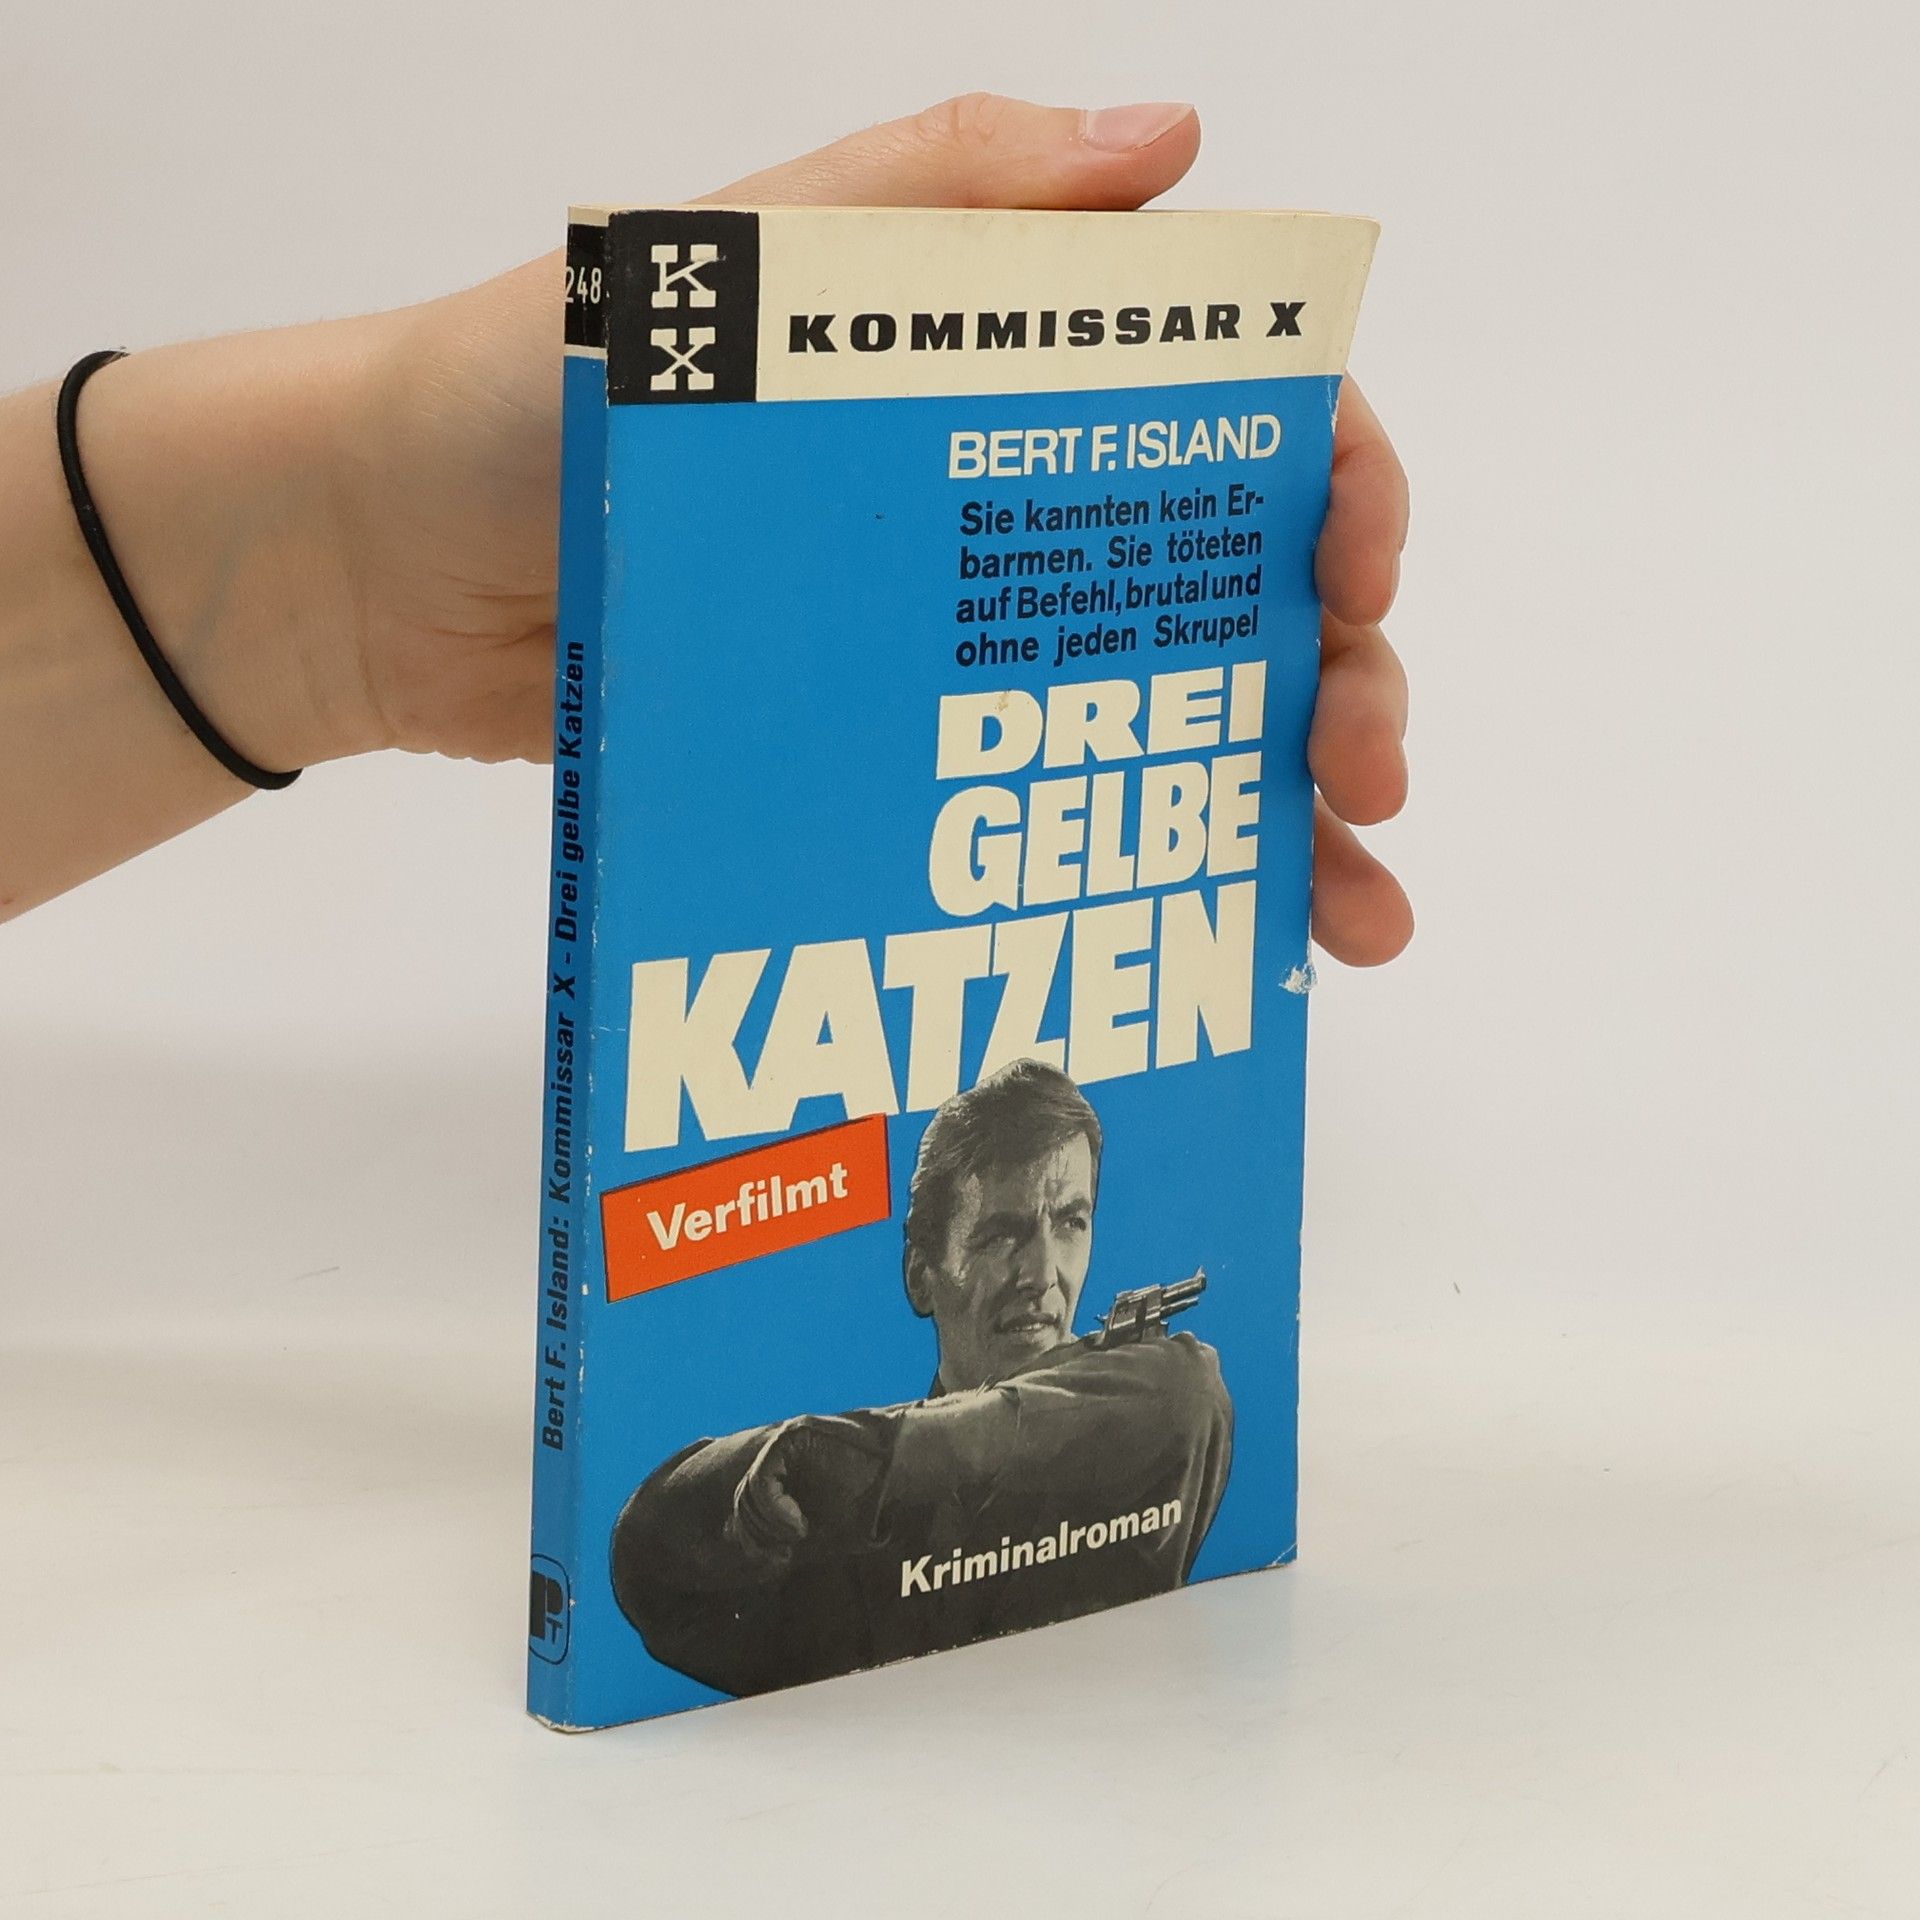 248
K
X
KOMMISSAR X
BERT F. ISLAND
Sie kannten kein Er-
barmen. Sie töteten
auf Befehl, brutal und
ohne jeden Skrupel
DREI
GELBE
KATZEN
Verfilmt
Kriminalroman
Bert F. Island: Kommissar X - Drei gelbe Katzen